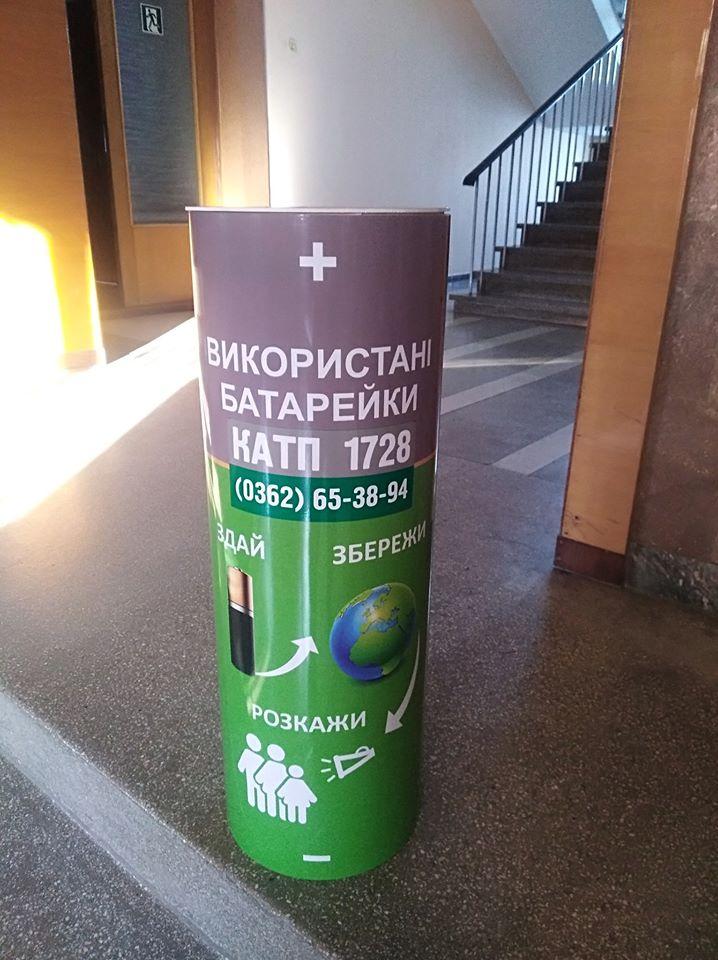 +
ВИКОРИСТАНІ
БАТАРЕЙКИ
КАТП 1728
(0362) 65-38-94
ЗДАЙ
ЗБЕРЕЖИ
РОЗКАЖИ
−